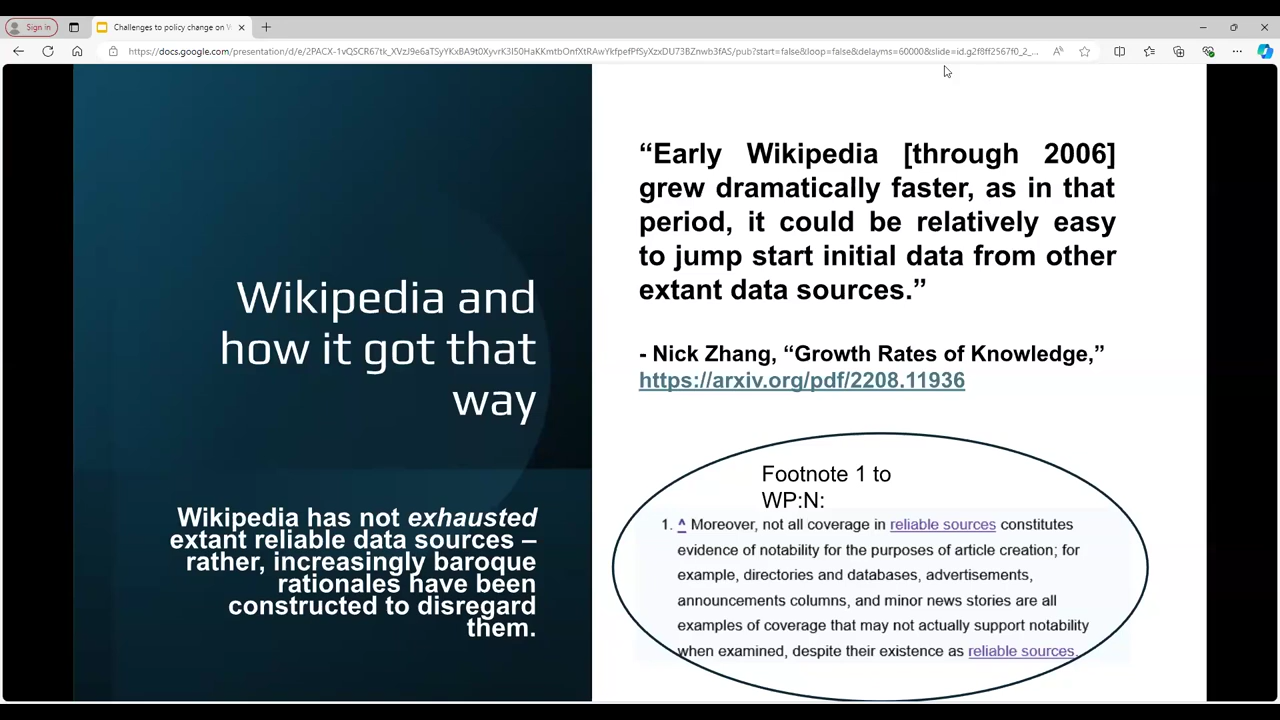 Sign in
Challenges to policy change on W
https://docs.google.com/presentation/d/e/2PACX-1vQSCR67tk_XVzJ9e6aTSyYKxBA9t0XyvrK3l50HaKKmtbOnfXtRAwYkfpefPfSyXzxDU73BZnwb3fAS/pub?start=false&loop=false&delayms=60000&slide=id.g2f8ff2567f0_2_...
Wikipedia and
how it got that
way
Wikipedia has not exhausted
extant reliable data sources –
rather, increasingly baroque
rationales have been
constructed to disregard
them.
“Early Wikipedia [through 2006]
grew dramatically faster, as in that
period, it could be relatively easy
to jump start initial data from other
extant data sources.”
- Nick Zhang, “Growth Rates of Knowledge,”
https://arxiv.org/pdf/2208.11936
Footnote 1 to
WP:N:
1. ^ Moreover, not all coverage in reliable sources constitutes
evidence of notability for the purposes of article creation; for
example, directories and databases, advertisements,
announcements columns, and minor news stories are all
examples of coverage that may not actually support notability
when examined, despite their existence as reliable sources.